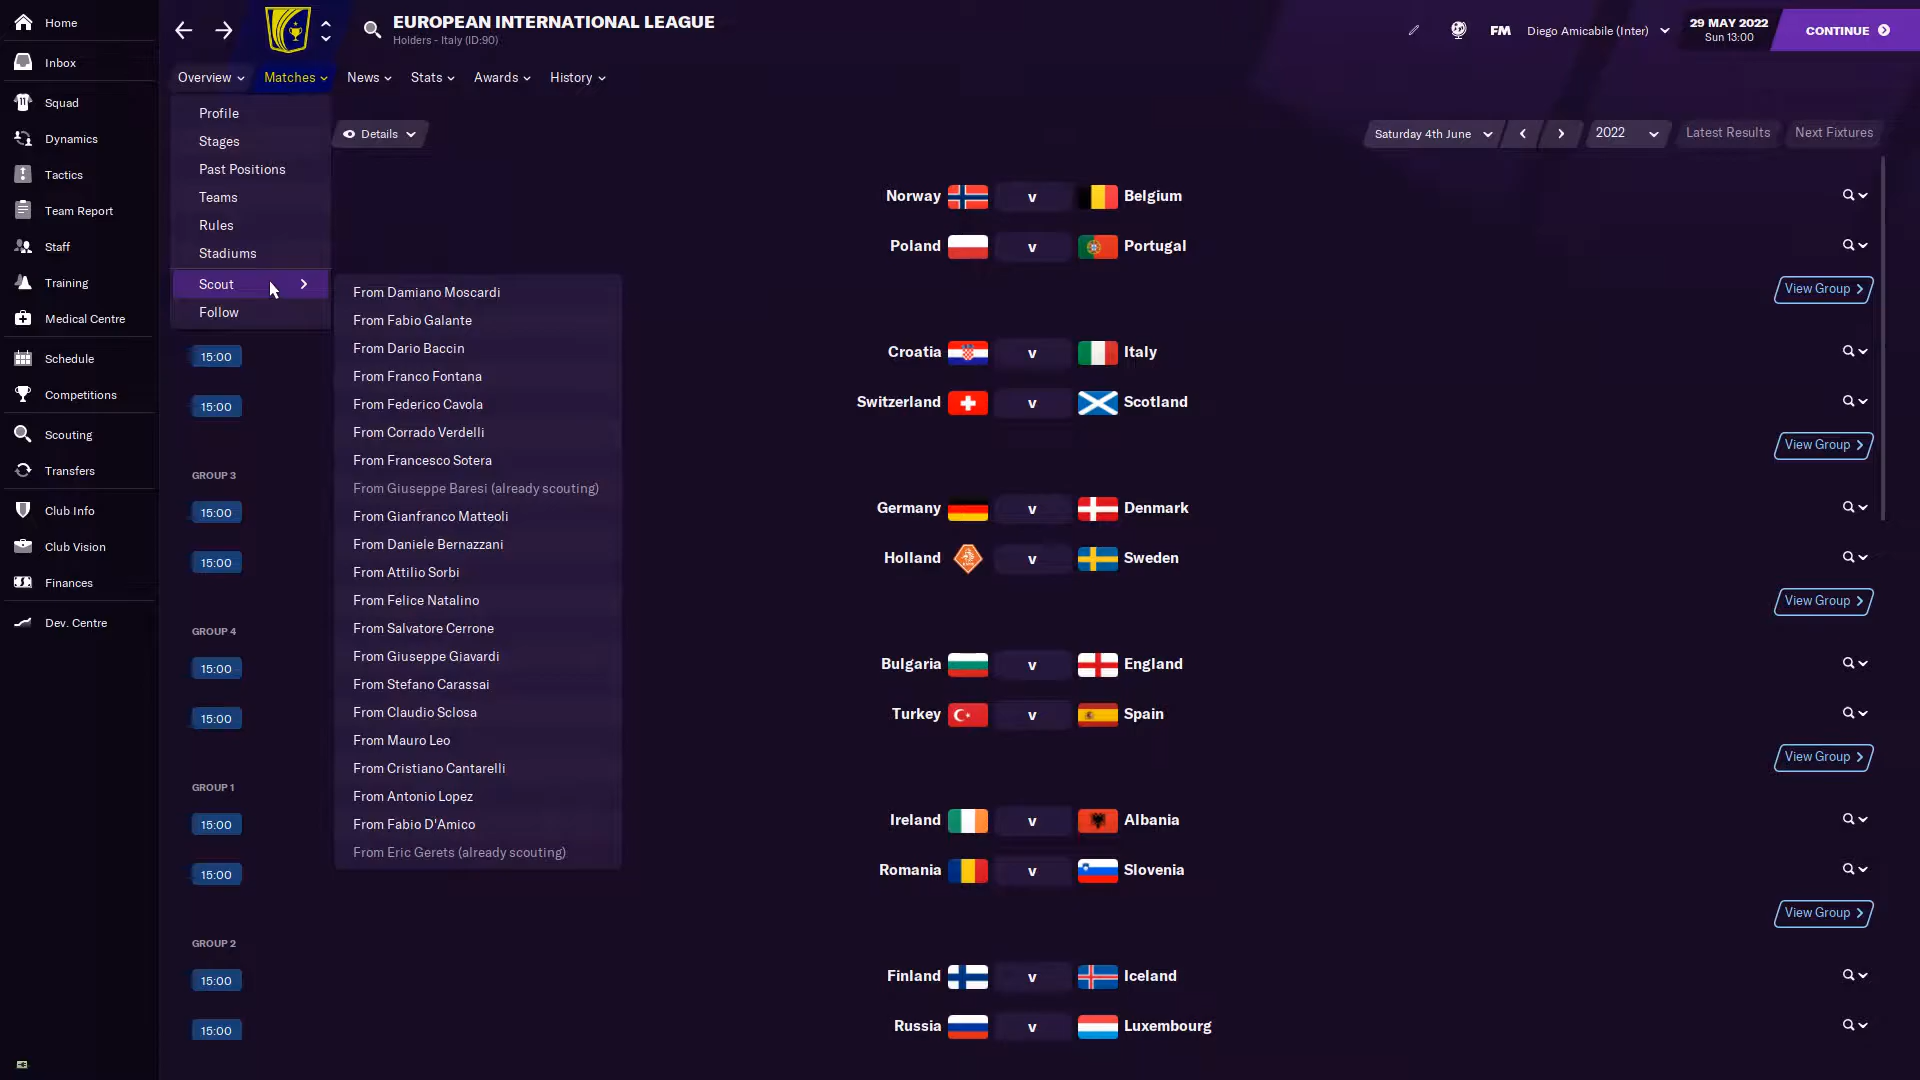 Home
Inbox
Squad
Dynamics
Tactics
Team Report
Staff
Training
Medical Centre
Schedule
Competitions
Scouting
Transfers
Club Info
Club Vision
Finances
Dev. Centre
EUROPEAN INTERNATIONAL LEAGUE
Holders - Italy (ID:90)
FM
Diego Amicabile (Inter)
29 MAY 2022
Sun 13:00
CONTINUE
Overview Matches News Stats Awards History
Profile
Stages
Past Positions
Teams
Rules
Stadiums
Scout
Follow
From Damiano Moscardi
From Fabio Galante
From Dario Baccin
From Franco Fontana
From Federico Cavola
From Corrado Verdelli
From Francesco Sotera
From Giuseppe Baresi (already scouting)
From Gianfranco Matteoli
From Daniele Bernazzani
From Attilio Sorbi
From Felice Natalino
From Salvatore Cerrone
From Giuseppe Giavardi
From Stefano Carassai
From Claudio Sclosa
From Mauro Leo
From Cristiano Cantarelli
From Antonio Lopez
From Fabio D'Amico
From Eric Gerets (already scouting)
Details
Saturday 4th June 2022 Latest Results Next Fixtures
Norway v Belgium
Poland v Portugal
View Group
15:00 Croatia v Italy
15:00 Switzerland v Scotland
View Group
GROUP 3
15:00 Germany v Denmark
15:00 Holland v Sweden
View Group
GROUP 4
15:00 Bulgaria v England
15:00 Turkey v Spain
View Group
GROUP 1
15:00 Ireland v Albania
15:00 Romania v Slovenia
View Group
GROUP 2
15:00 Finland v Iceland
15:00 Russia v Luxembourg